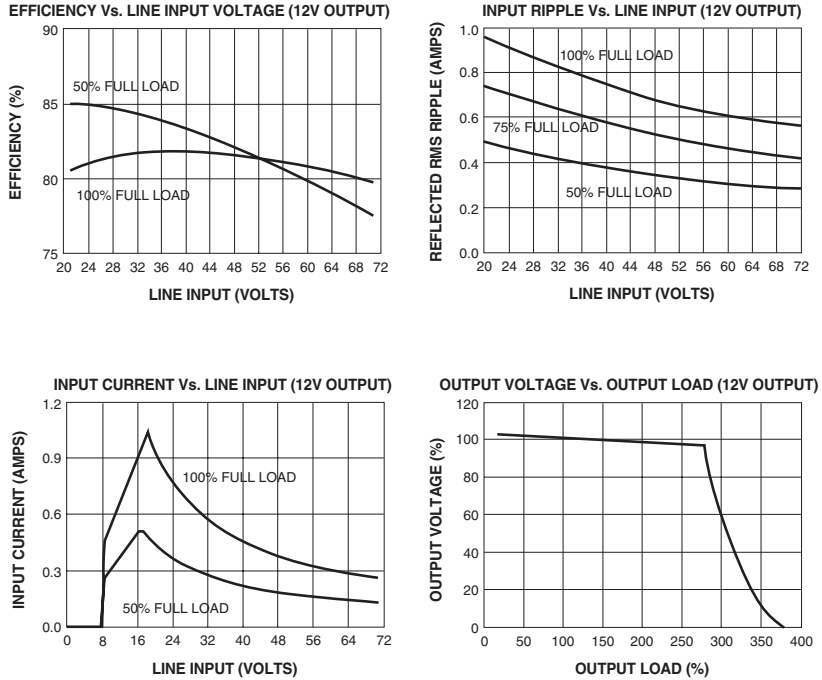 EFFICIENCY Vs. LINE INPUT VOLTAGE (12V OUTPUT)
EFFICIENCY (%)
90
85
80
75
50% FULL LOAD
100% FULL LOAD
20 24 28 32 36 40 44 48 52 56 60 64 68 72
LINE INPUT (VOLTS)
INPUT RIPPLE Vs. LINE INPUT (12V OUTPUT)
REFLECTED RMS RIPPLE (AMPS)
1.0
0.8
0.6
0.4
0.2
0.0
100% FULL LOAD
75% FULL LOAD
50% FULL LOAD
20 24 28 32 36 40 44 48 52 56 60 64 68 72
LINE INPUT (VOLTS)
INPUT CURRENT Vs. LINE INPUT (12V OUTPUT)
INPUT CURRENT (AMPS)
1.2
0.9
0.6
0.3
0.0
100% FULL LOAD
50% FULL LOAD
0 8 16 24 32 40 48 56 64 72
LINE INPUT (VOLTS)
OUTPUT VOLTAGE Vs. OUTPUT LOAD (12V OUTPUT)
OUTPUT VOLTAGE (%)
120
100
80
60
40
20
0
0 50 100 150 200 250 300 350 400
OUTPUT LOAD (%)